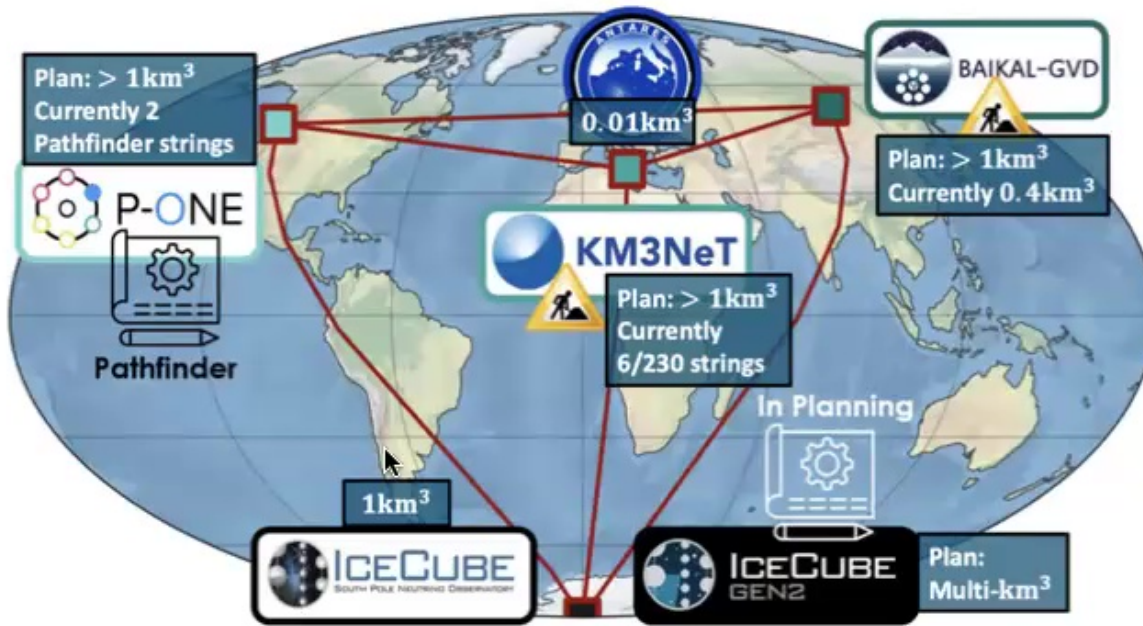 ANTARES
0.01km³
Plan: > 1km³
Currently 2
Pathfinder strings
P-ONE
Pathfinder
BAIKAL-GVD
Plan: > 1km³
Currently 0.4km³
KM3NeT
Plan: > 1km³
Currently
6/230 strings
In Planning
1km³
ICECUBE
SOUTH POLE NEUTRINO OBSERVATORY
ICECUBE
GEN2
Plan:
Multi-km³